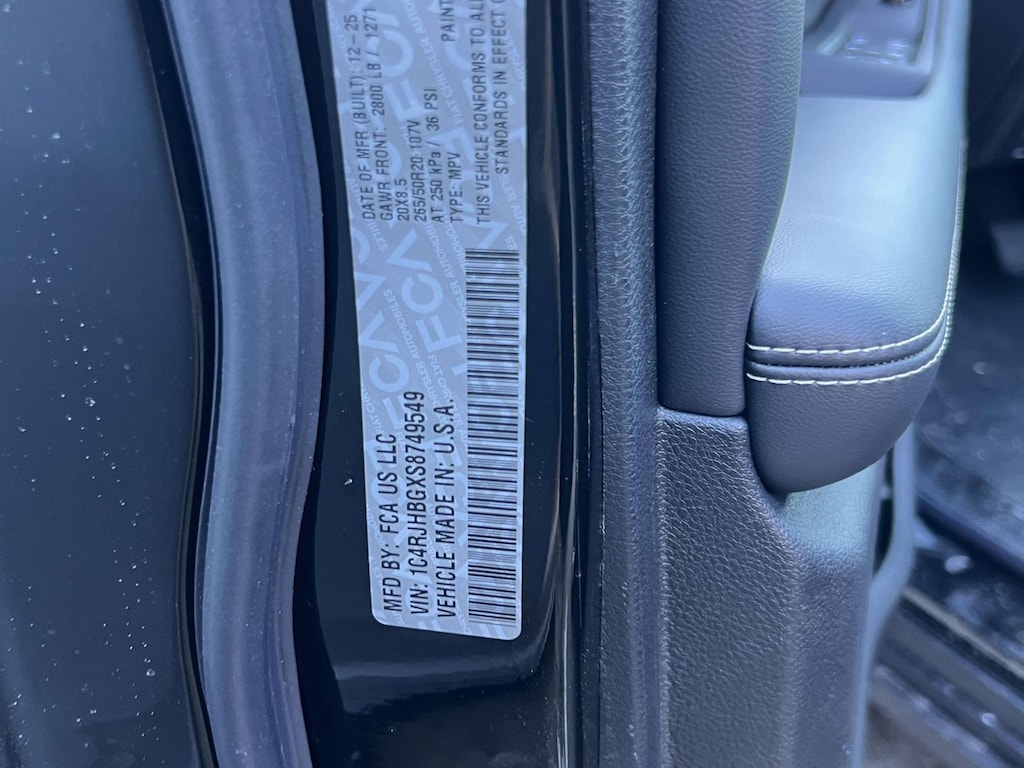 MFD BY: FCA US LLC
VIN: 1C4RJHBGXS8749549
VEHICLE MADE IN: U.S.A.
DATE OF MFR (BUILT): 12-25
GAWR FRONT: 2800 LB / 1271
20X8.5
265/50R20 107V
AT 250 kPa / 36 PSI
TYPE: MPV PAINT
THIS VEHICLE CONFORMS TO ALL
STANDARDS IN EFFECT
FCA